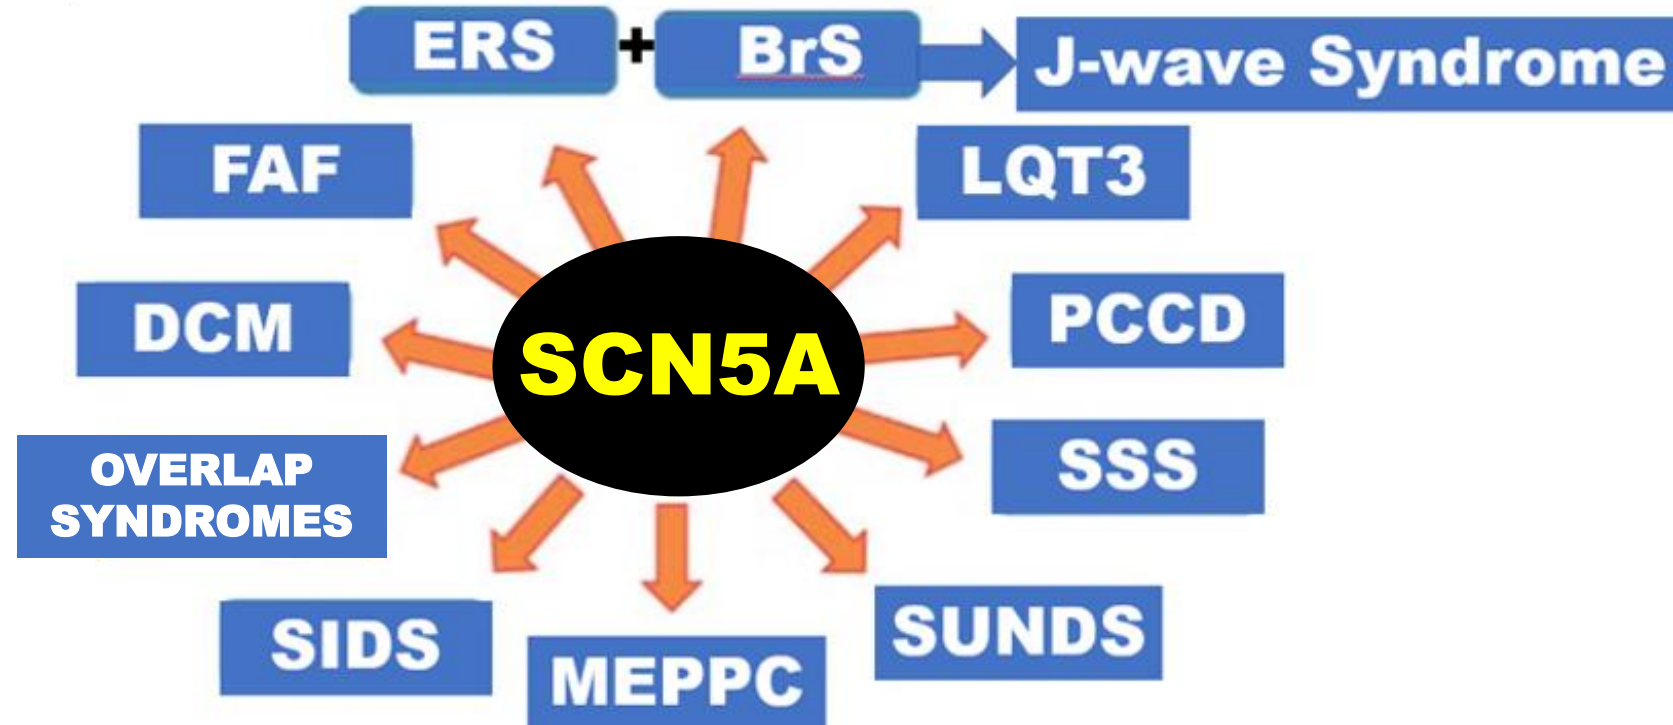 ERS + BrS J-wave Syndrome
FAF
LQT3
DCM
PCCD
SCN5A
OVERLAP
SYNDROMES
SSS
SIDS
MEPPC
SUNDS